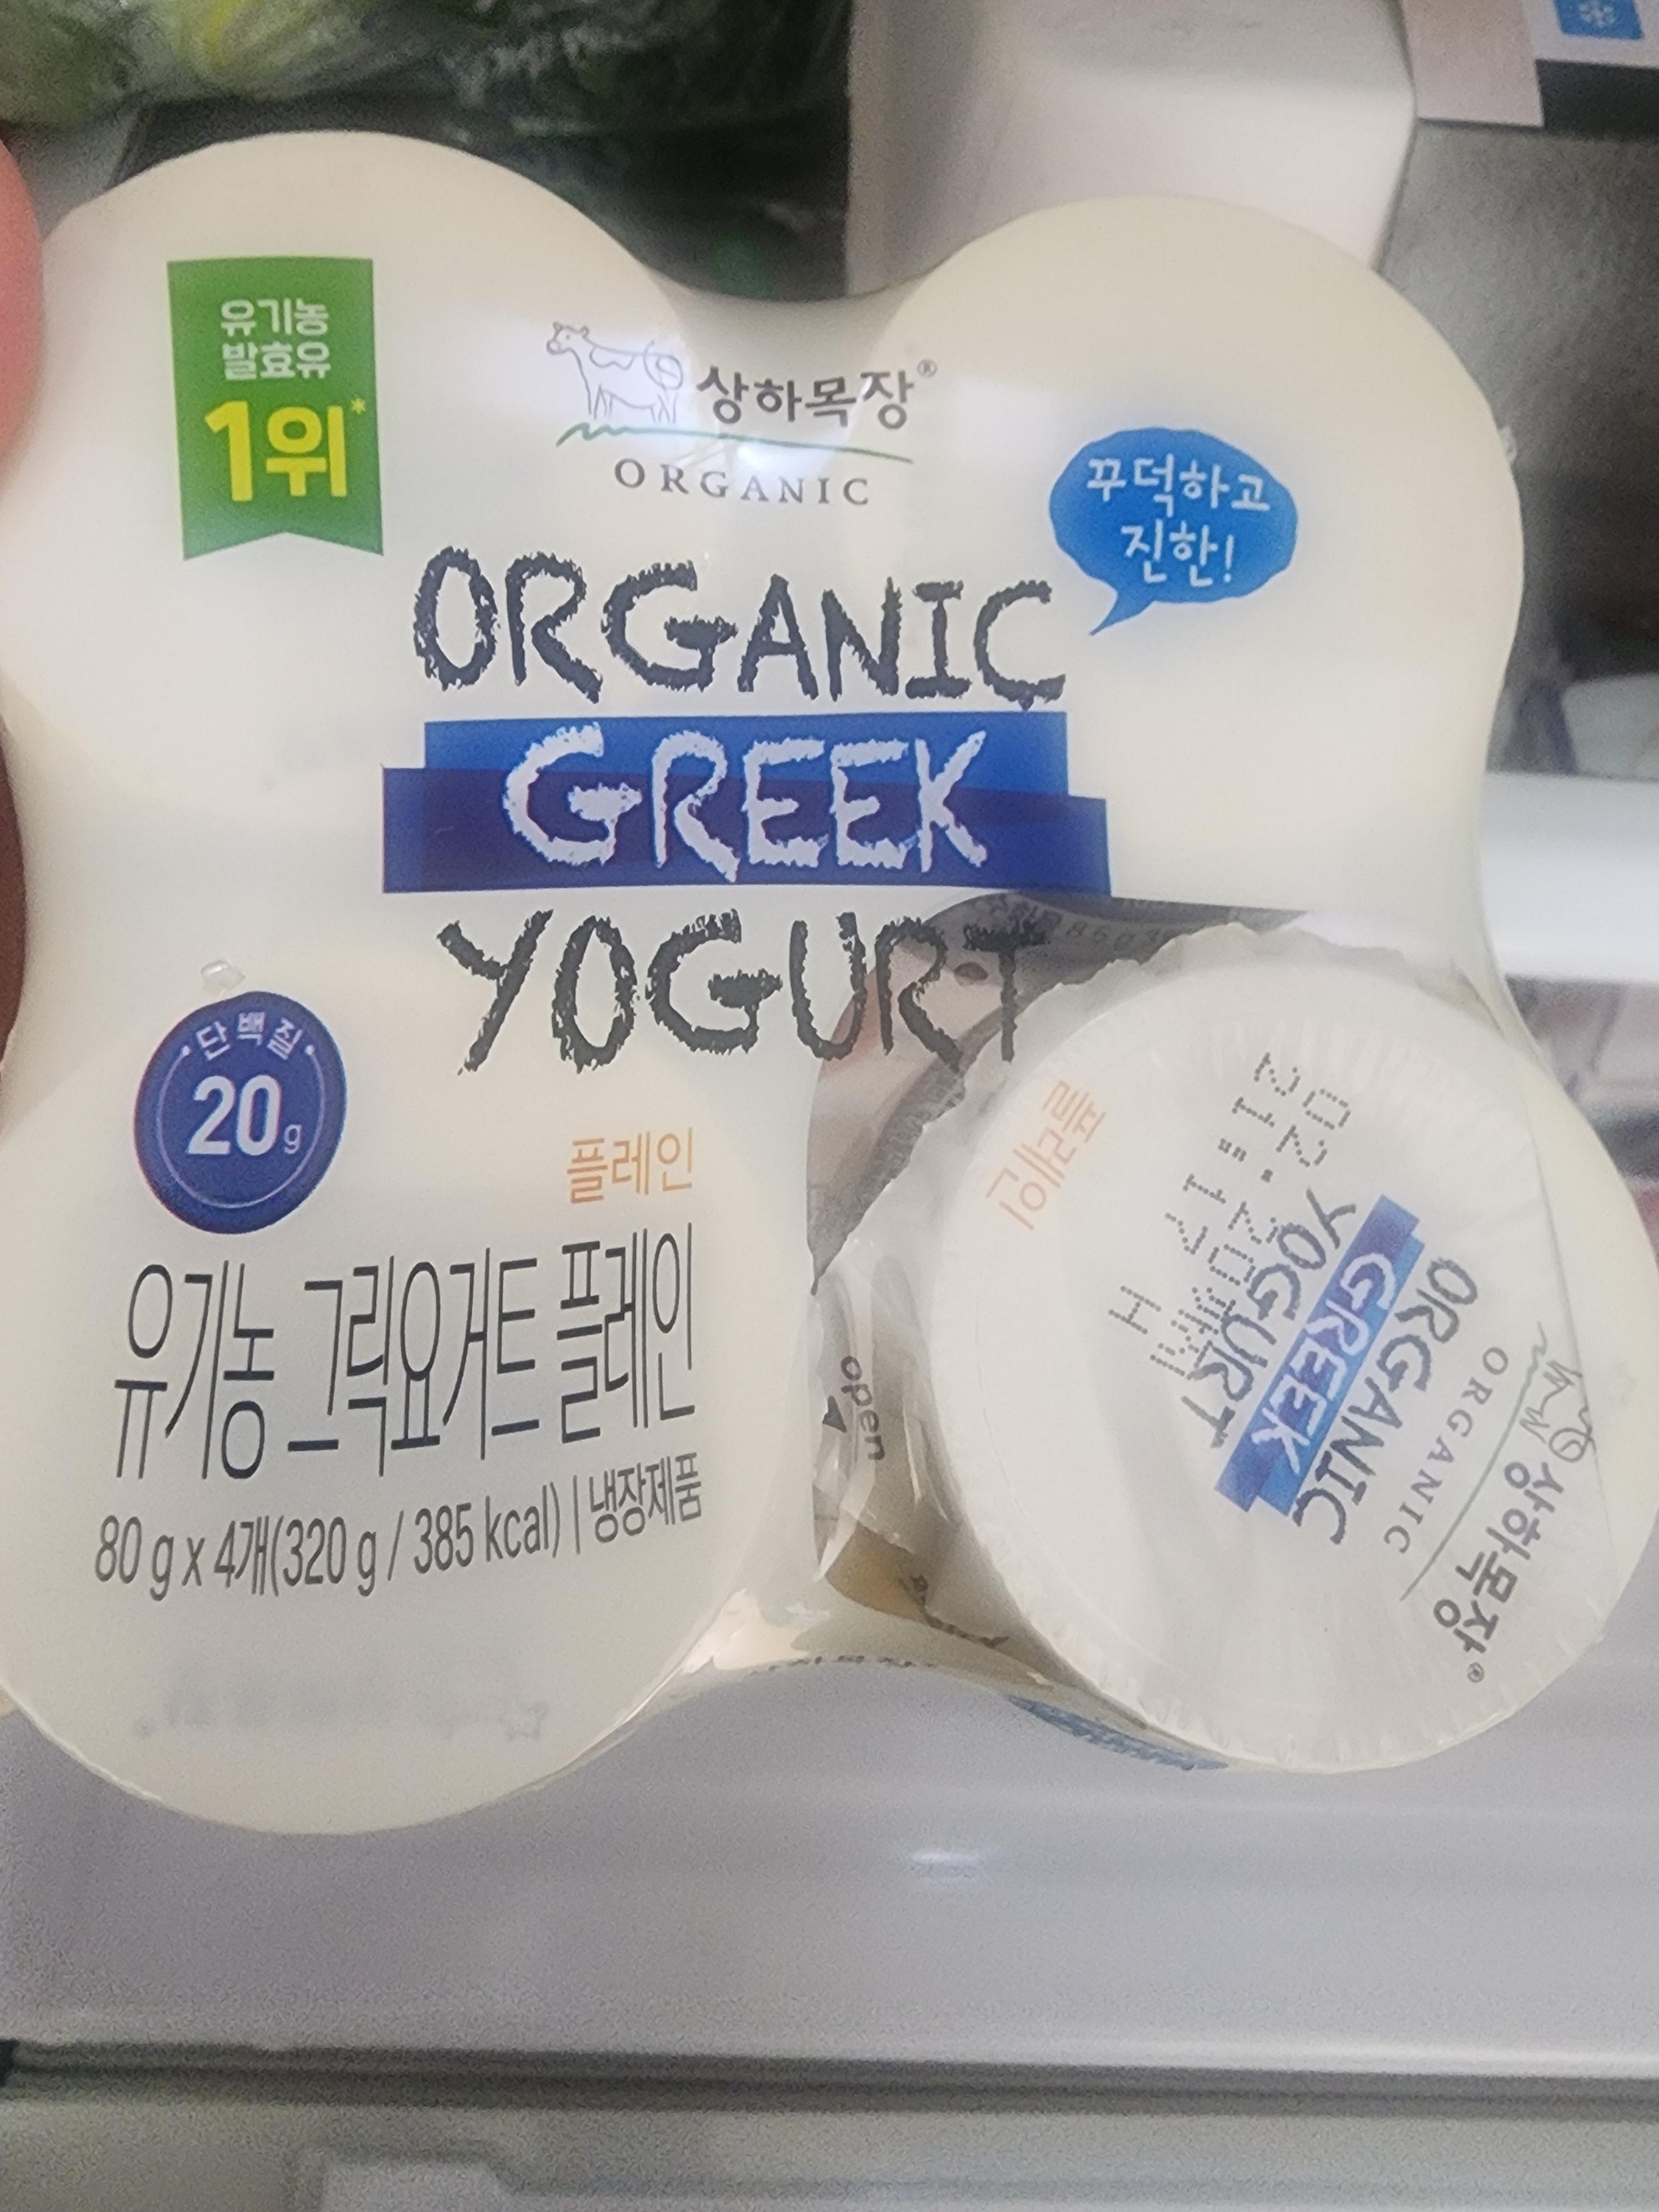 유기농
발효유
1위*
상하목장®
ORGANIC
꾸덕하고
진한!
ORGANIC
GREEK
YOGURT
단백질
20g
플레인
유기농 그릭요거트 플레인
80 g x 4개(320 g / 385 kcal) | 냉장제품
open
상하목장®
ORGANIC
ORGANIC
GREEK
YOGURT
플레인
H